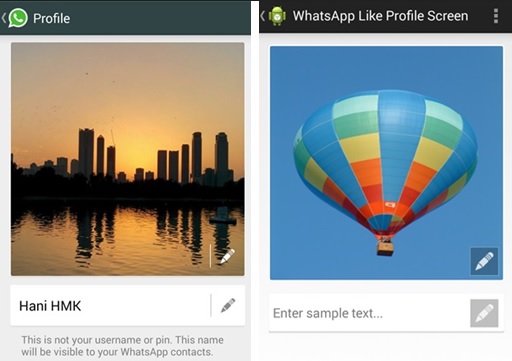 Profile
Hani HMK
This is not your username or pin. This name
will be visible to your WhatsApp contacts.
WhatsApp Like Profile Screen
Enter sample text...